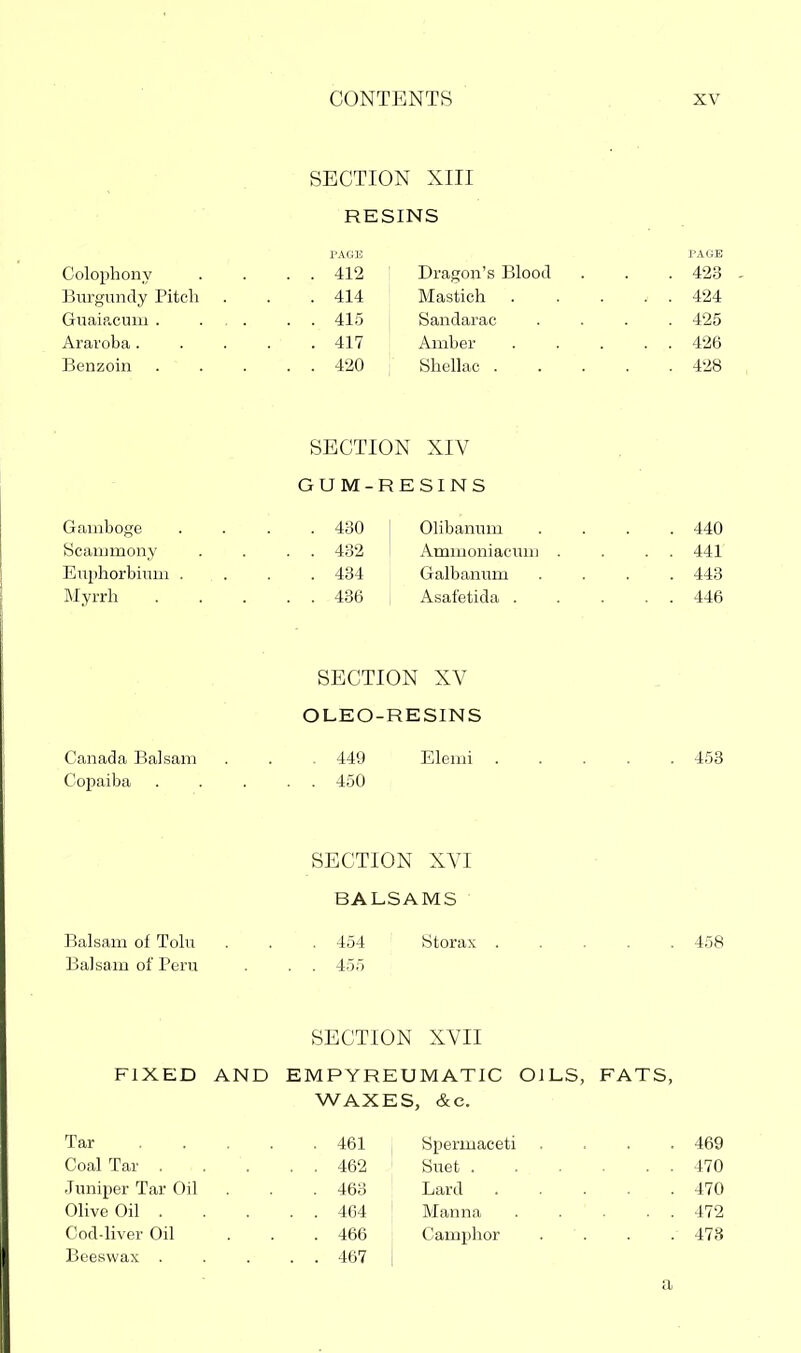 CONTENTS xv
SECTION XIII
RESINS
PAGE PAGE
Colophony . . . . 412 Dragon's Blood . . . 423
Burgundy Pitch . . . 414 Mastich . . . . . 424
Guaiacum . . . . . . 415 Sandarac . . . . 425
Araroba . . . . . 417 Amber . . . . . 426
Benzoin . . . . . 420 Shellac . . . . . 428
SECTION XIV
GUM-RESINS
Gamboge . . . . 430 Olibanum . . . . 440
Scammony . . . . 432 Ammoniacum . . . . 441
Euphorbium . . . . 434 Galbanum . . . . 443
Myrrh . . . . . 436 Asafetida . . . . . 446
SECTION XV
OLEO-RESINS
Canada Balsam . . . 449 Elemi . . . . . 453
Copaiba . . . . . 450
SECTION XVI
BALSAMS
Balsam of Tolu . . . 454 Storax . . . . . 458
Balsam of Peru . . . 455
SECTION XVII
FIXED AND EMPYREUMATIC OILS, FATS,
WAXES, &c.
Tar . . . . . 461 Spermaceti . . . . 469
Coal Tar . . . . . 462 Suet . . . . . . 470
Juniper Tar Oil . . . 463 Lard . . . . . 470
Olive Oil . . . . . 464 Manna . . . . . 472
Cod-liver Oil . . . 466 Camphor . . . . 473
Beeswax . . . . . 467
a